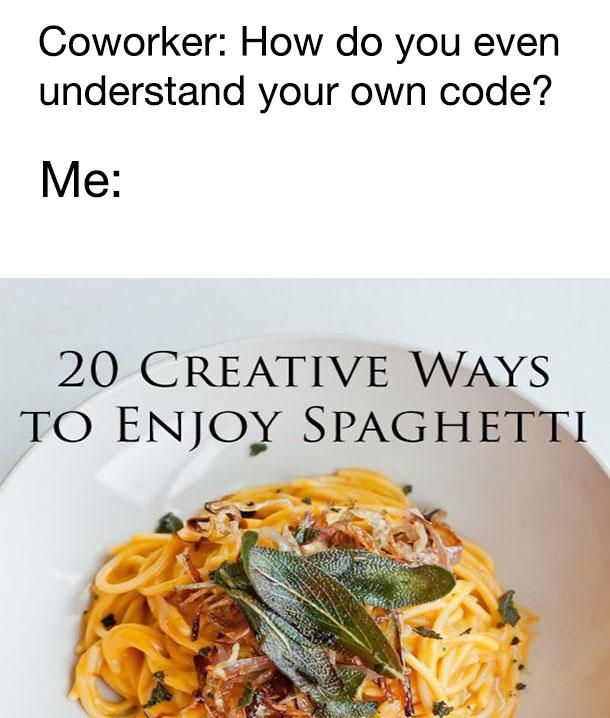 Coworker: How do you even
understand your own code?
Me:
20 Creative Ways
to Enjoy Spaghetti